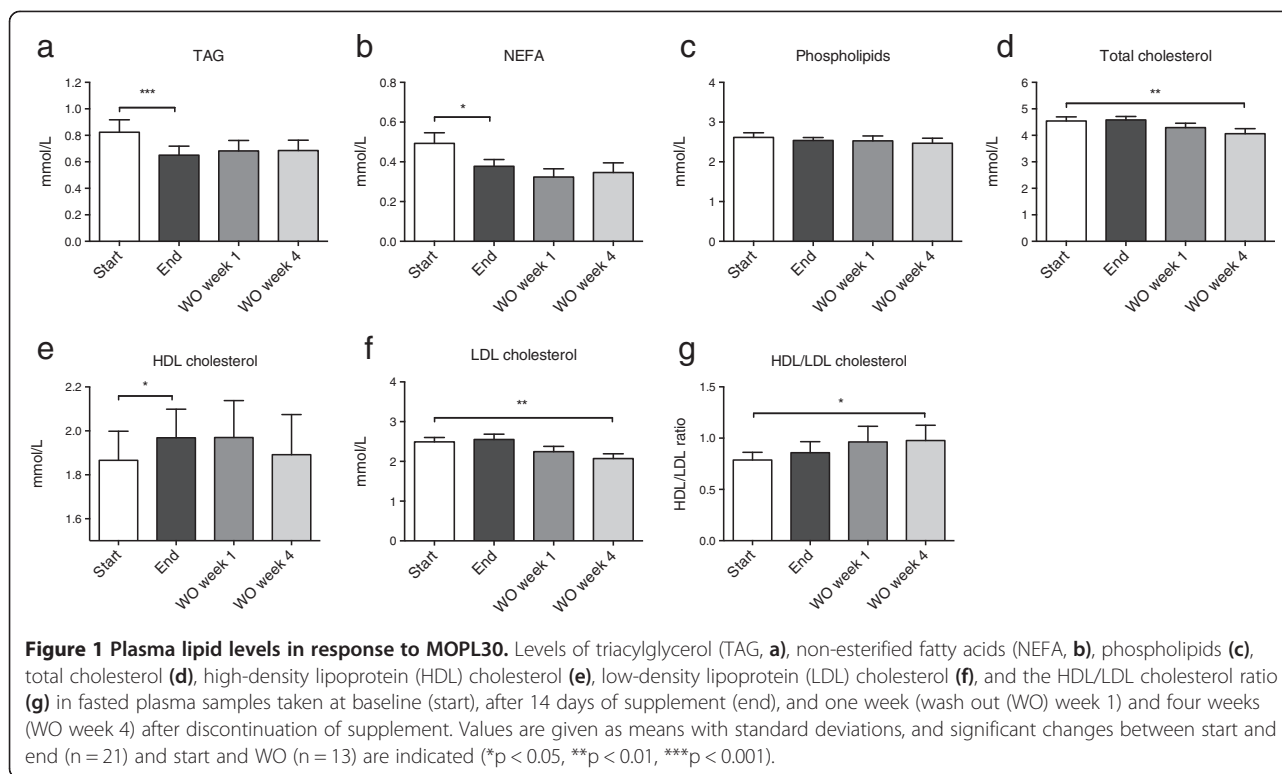 a
TAG
mmol/L
1.2
1.0
0.8
0.6
0.4
0.2
0.0
***
Start
End
WO week 1
WO week 4
b
NEFA
mmol/L
0.8
0.6
0.4
0.2
0.0
*
Start
End
WO week 1
WO week 4
c
Phospholipids
mmol/L
4
3
2
1
0
Start
End
WO week 1
WO week 4
d
Total cholesterol
mmol/L
6
5
4
3
2
1
0
**
Start
End
WO week 1
WO week 4
e
HDL cholesterol
mmol/L
2.2
2.0
1.8
1.6
*
Start
End
WO week 1
WO week 4
f
LDL cholesterol
mmol/L
4
3
2
1
0
**
Start
End
WO week 1
WO week 4
g
HDL/LDL cholesterol
HDL/LDL ratio
1.5
1.0
0.5
0.0
*
Start
End
WO week 1
WO week 4
Figure 1 Plasma lipid levels in response to MOPL30. Levels of triacylglycerol (TAG, a), non-esterified fatty acids (NEFA, b), phospholipids (c),
total cholesterol (d), high-density lipoprotein (HDL) cholesterol (e), low-density lipoprotein (LDL) cholesterol (f), and the HDL/LDL cholesterol ratio
(g) in fasted plasma samples taken at baseline (start), after 14 days of supplement (end), and one week (wash out (WO) week 1) and four weeks
(WO week 4) after discontinuation of supplement. Values are given as means with standard deviations, and significant changes between start and
end (n = 21) and start and WO (n = 13) are indicated (*p < 0.05, **p < 0.01, ***p < 0.001).